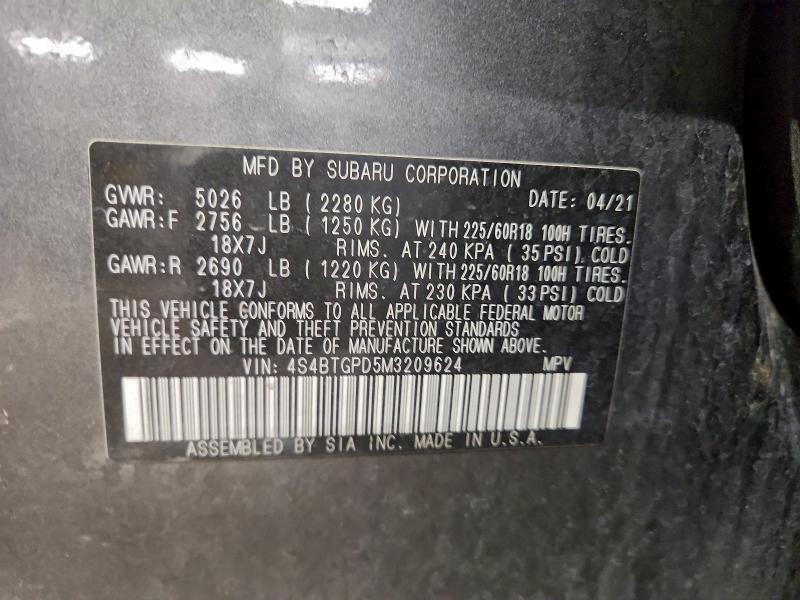 MFD BY SUBARU CORPORATION
GVWR: 5026 LB ( 2280 KG) DATE: 04/21
GAWR:F 2756 LB ( 1250 KG) WITH 225/60R18 100H TIRES.
18X7J RIMS. AT 240 KPA ( 35 PSI) COLD
GAWR:R 2690 LB ( 1220 KG) WITH 225/60R18 100H TIRES.
18X7J RIMS. AT 230 KPA ( 33 PSI) COLD
THIS VEHICLE CONFORMS TO ALL APPLICABLE FEDERAL MOTOR
VEHICLE SAFETY AND THEFT PREVENTION STANDARDS
IN EFFECT ON THE DATE OF MANUFACTURE SHOWN ABOVE.
VIN: 4S4BTGPD5M3209624 MPV
ASSEMBLED BY SIA INC. MADE IN U.S.A.